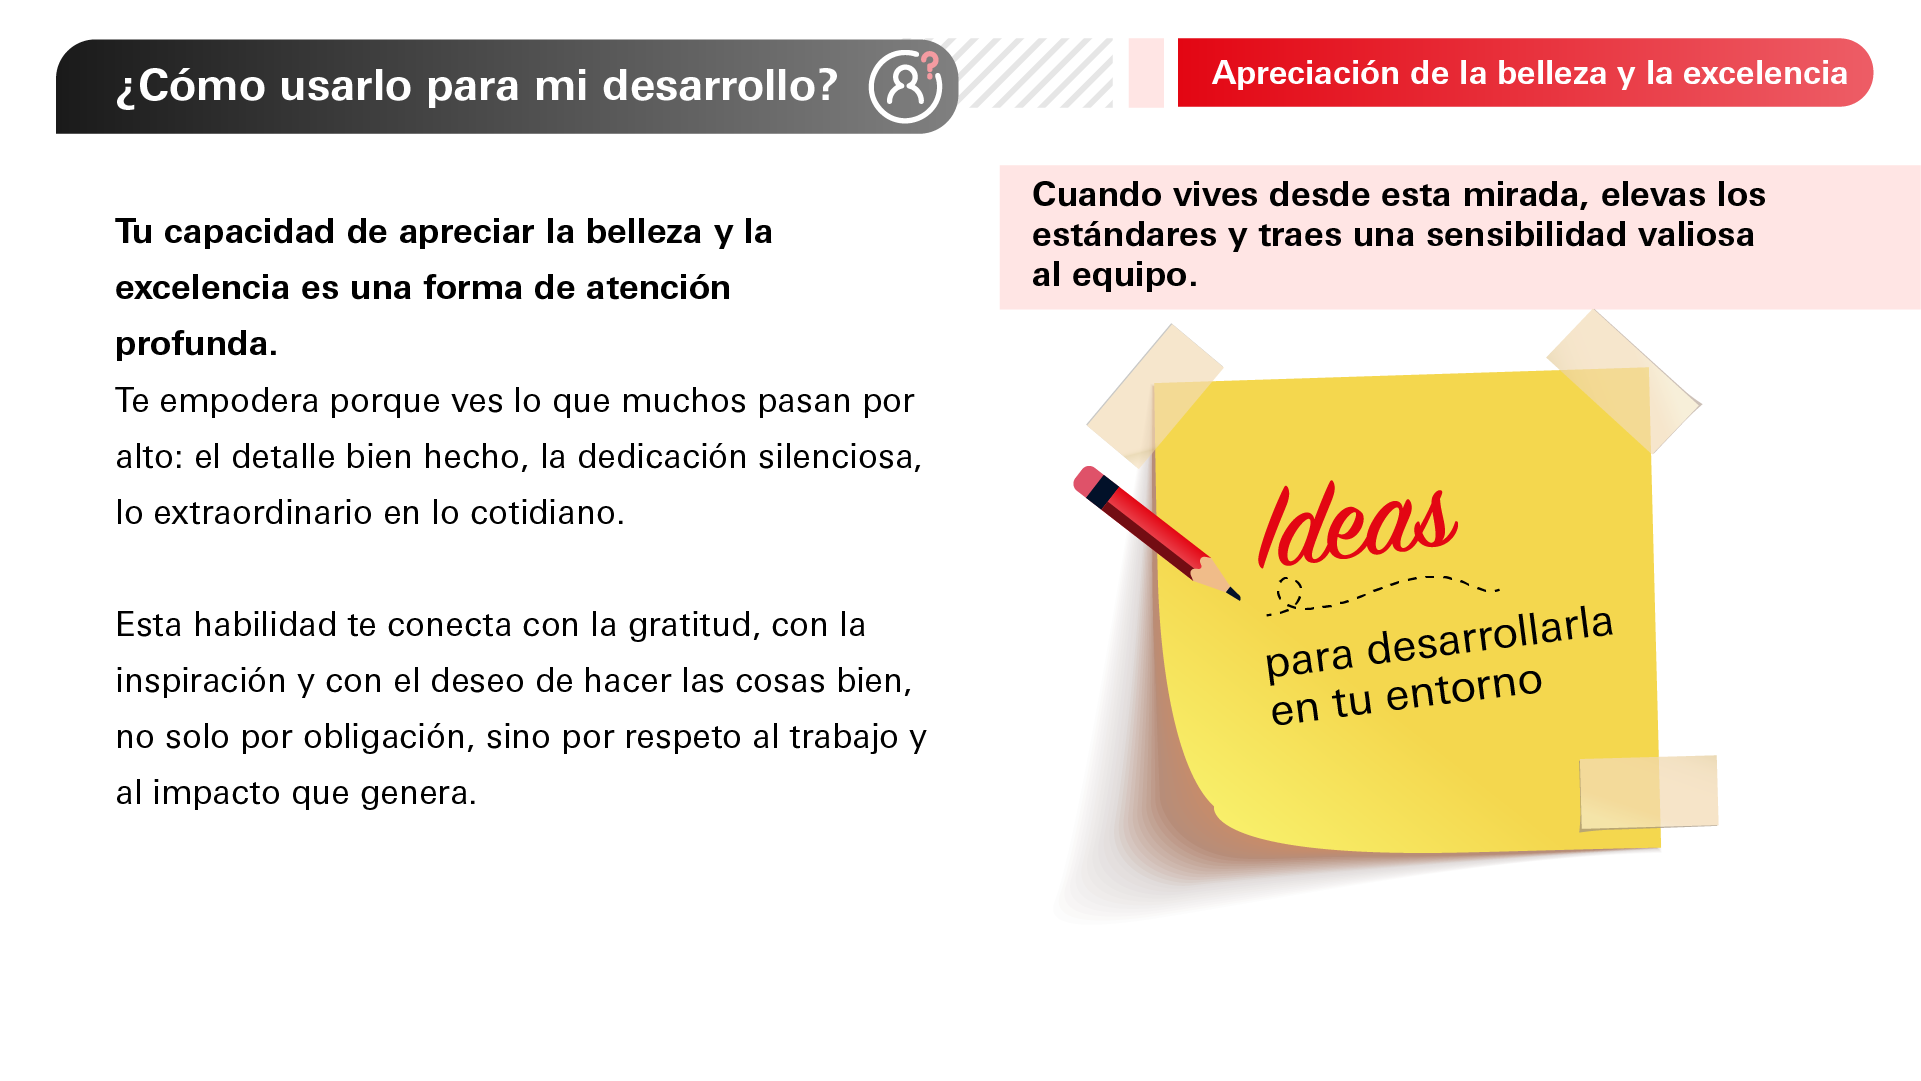 ¿Cómo usarlo para mi desarrollo?
?
Apreciación de la belleza y la excelencia
Tu capacidad de apreciar la belleza y la
excelencia es una forma de atención
profunda.
Te empodera porque ves lo que muchos pasan por
alto: el detalle bien hecho, la dedicación silenciosa,
lo extraordinario en lo cotidiano.
Esta habilidad te conecta con la gratitud, con la
inspiración y con el deseo de hacer las cosas bien,
no solo por obligación, sino por respeto al trabajo y
al impacto que genera.
Cuando vives desde esta mirada, elevas los
estándares y traes una sensibilidad valiosa
al equipo.
Ideas
para desarrollarla
en tu entorno